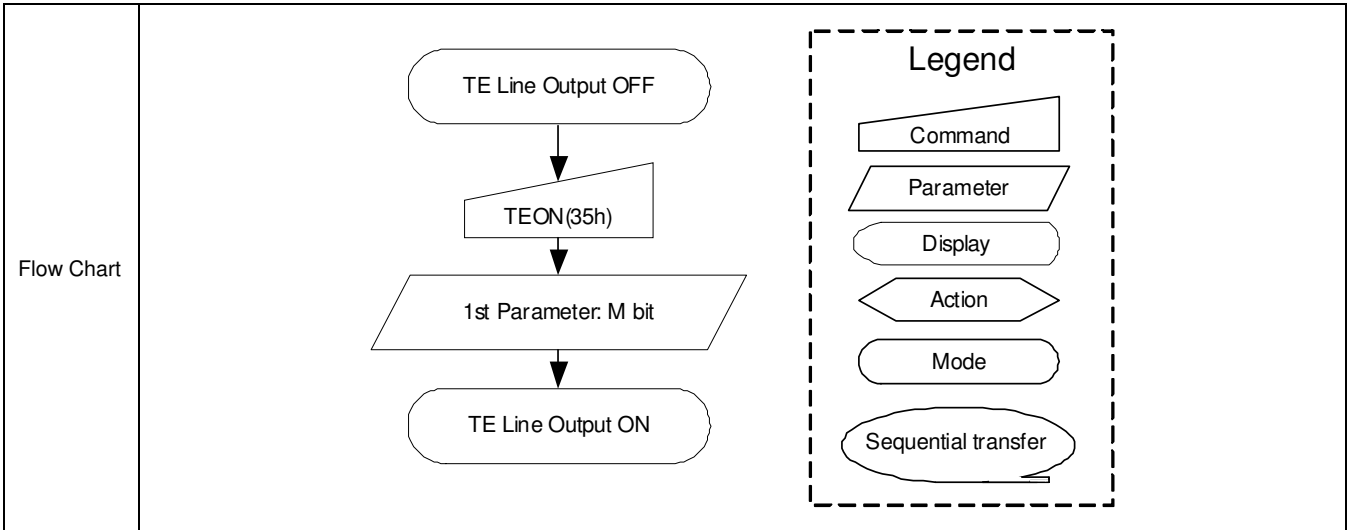 Flow Chart
TE Line Output OFF
TEON(35h)
1st Parameter: M bit
TE Line Output ON
Legend
Command
Parameter
Display
Action
Mode
Sequential transfer